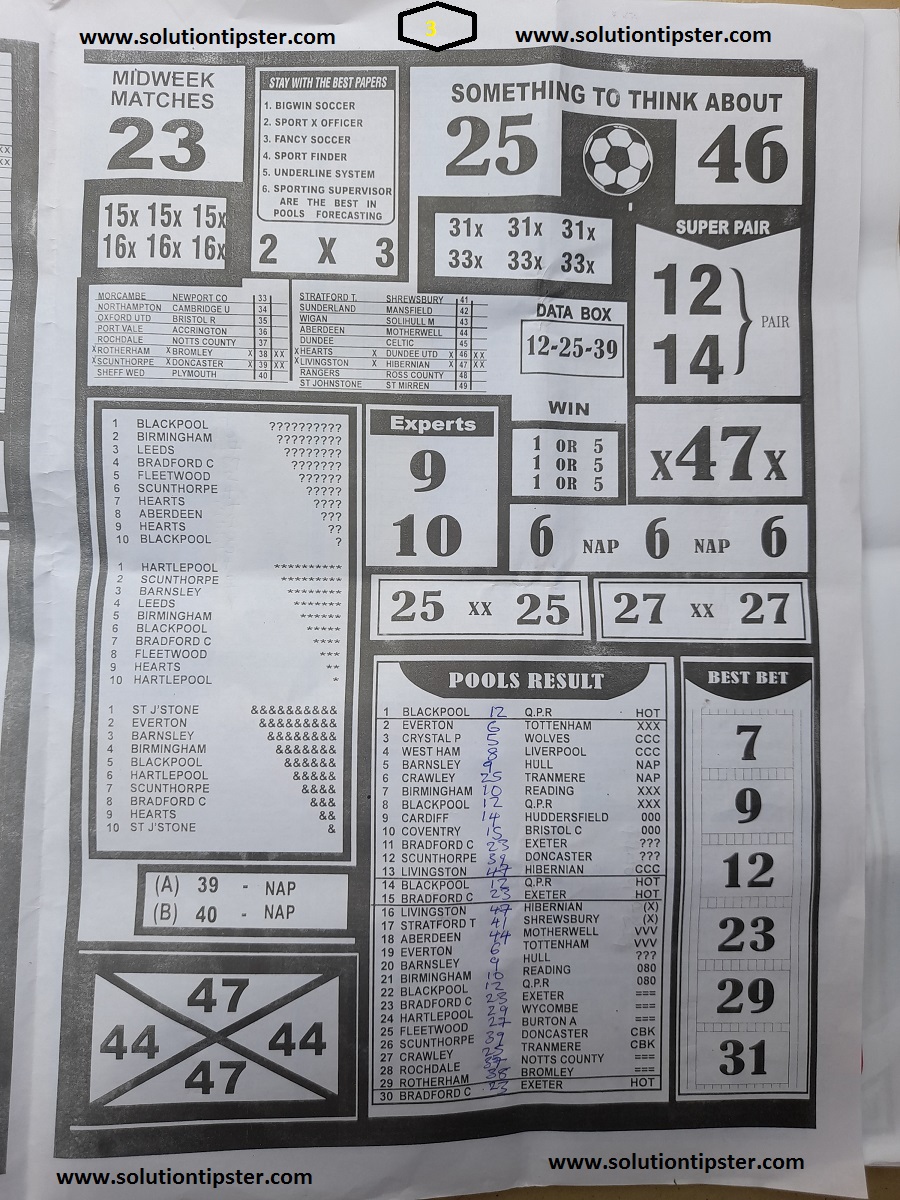 www.solutiontipster.com
3
www.solutiontipster.com
MIDWEEK
MATCHES
23
15x 15x 15x
16x 16x 16x
STAY WITH THE BEST PAPERS
1. BIGWIN SOCCER
2. SPORT X OFFICER
3. FANCY SOCCER
4. SPORT FINDER
5. UNDERLINE SYSTEM
6. SPORTING SUPERVISOR
ARE THE BEST IN
POOLS FORECASTING
2 X 3
SOMETHING TO THINK ABOUT
25 46
31x 31x 31x
33x 33x 33x
SUPER PAIR
12
14
PAIR
MORCAMBE NEWPORT CO 33
NORTHAMPTON CAMBRIDGE U 34
OXFORD UTD BRISTOL R 35
PORT VALE ACCRINGTON 36
ROCHDALE NOTTS COUNTY 37
X ROTHERHAM X BROMLEY X 38 XX
X SCUNTHORPE X DONCASTER X 39 XX
SHEFF WED PLYMOUTH 40
STRATFORD T. SHREWSBURY 41
SUNDERLAND MANSFIELD 42
WIGAN SOLIHULL M 43
ABERDEEN MOTHERWELL 44
DUNDEE CELTIC 45
X HEARTS X DUNDEE UTD X 46 XX
X LIVINGSTON X HIBERNIAN X 47 XX
RANGERS ROSS COUNTY 48
ST JOHNSTONE ST MIRREN 49
DATA BOX
12-25-39
WIN
1 OR 5
1 OR 5
1 OR 5
X47X
Experts
9
10
6 NAP 6 NAP 6
25 XX 25
27 XX 27
1 BLACKPOOL ??????????
2 BIRMINGHAM ?????????
3 LEEDS ????????
4 BRADFORD C ???????
5 FLEETWOOD ??????
6 SCUNTHORPE ?????
7 HEARTS ????
8 ABERDEEN ???
9 HEARTS ??
10 BLACKPOOL ?
1 HARTLEPOOL **********
2 SCUNTHORPE *********
3 BARNSLEY ********
4 LEEDS *******
5 BIRMINGHAM ******
6 BLACKPOOL *****
7 BRADFORD C ****
8 FLEETWOOD ***
9 HEARTS **
10 HARTLEPOOL *
1 ST J'STONE &&&&&&&&&&
2 EVERTON &&&&&&&&&
3 BARNSLEY &&&&&&&&
4 BIRMINGHAM &&&&&&&
5 BLACKPOOL &&&&&&
6 HARTLEPOOL &&&&&
7 SCUNTHORPE &&&&
8 BRADFORD C &&&
9 HEARTS &&
10 ST J'STONE &
(A) 39 - NAP
(B) 40 - NAP
47
44 44
47
POOLS RESULT
1 BLACKPOOL 12 Q.P.R HOT
2 EVERTON 6 TOTTENHAM XXX
3 CRYSTAL P 5 WOLVES CCC
4 WEST HAM 8 LIVERPOOL CCC
5 BARNSLEY 9 HULL NAP
6 CRAWLEY 25 TRANMERE NAP
7 BIRMINGHAM 10 READING XXX
8 BLACKPOOL 12 Q.P.R XXX
9 CARDIFF 14 HUDDERSFIELD 000
10 COVENTRY 15 BRISTOL C 000
11 BRADFORD C 23 EXETER ???
12 SCUNTHORPE 39 DONCASTER ???
13 LIVINGSTON 47 HIBERNIAN CCC
14 BLACKPOOL 12 Q.P.R HOT
15 BRADFORD C 23 EXETER HOT
16 LIVINGSTON 47 HIBERNIAN (X)
17 STRATFORD T 41 SHREWSBURY (X)
18 ABERDEEN 44 MOTHERWELL VVV
19 EVERTON 6 TOTTENHAM VVV
20 BARNSLEY 9 HULL ???
21 BIRMINGHAM 10 READING 080
22 BLACKPOOL 12 Q.P.R 080
23 BRADFORD C 23 EXETER ===
24 HARTLEPOOL 29 WYCOMBE ===
25 FLEETWOOD 27 BURTON A ===
26 SCUNTHORPE 39 DONCASTER CBK
27 CRAWLEY 25 TRANMERE CBK
28 ROCHDALE 37 NOTTS COUNTY ===
29 ROTHERHAM 38 BROMLEY ===
30 BRADFORD C 23 EXETER HOT
BEST BET
7
9
12
23
29
31
www.solutiontipster.com
www.solutiontipster.com